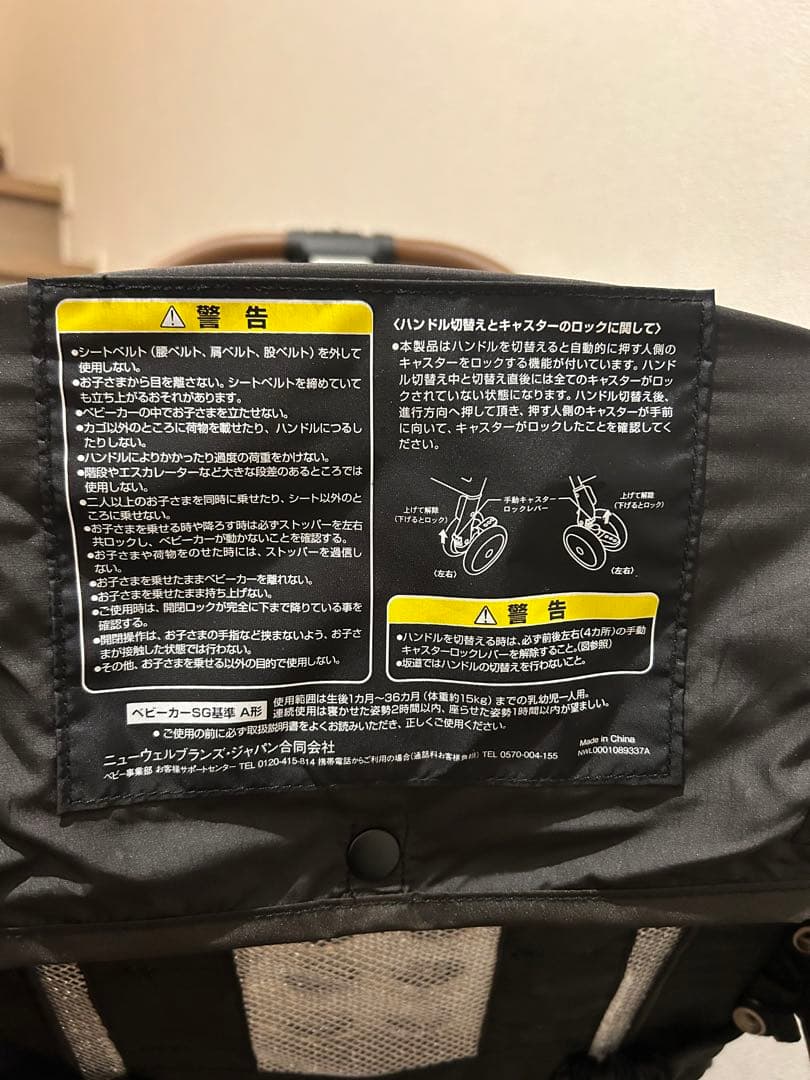 警告
●シートベルト（腰ベルト、肩ベルト、股ベルト）を外して
使用しない。
●お子さまから目を離さない。シートベルトを締めていて
も立ち上がるおそれがあります。
●ベビーカーの中でお子さまを立たせない。
●カゴ以外のところに荷物を載せたり、ハンドルにつるし
たりしない。
●ハンドルによりかかったり過度の荷重をかけない。
●階段やエスカレーターなど大きな段差のあるところでは
使用しない。
●二人以上のお子さまを同時に乗せたり、シート以外のと
ころに乗せない。
●お子さまを乗せる時や降ろす時は必ずストッパーを左右
共ロックし、ベビーカーが動かないことを確認する。
●お子さまや荷物をのせた時には、ストッパーを過信し
ない。
●お子さまを乗せたままベビーカーを離れない。
●お子さまを乗せたまま持ち上げない。
●ご使用時は、開閉ロックが完全に下まで降りている事を
確認する。
●開閉操作は、お子さまの手指など挟まないよう、お子さ
まが接触した状態では行わない。
●その他、お子さまを乗せる以外の目的で使用しない。
〈ハンドル切替えとキャスターのロックに関して〉
●本製品はハンドルを切替えると自動的に押す人側の
キャスターをロックする機能が付いています。ハンド
ル切替え中と切替え直後には全てのキャスターがロッ
クされていない状態になります。ハンドル切替え後、
進行方向へ押して頂き、押す人側のキャスターが手前
に向いて、キャスターがロックしたことを確認してく
ださい。
上げて解除
（下げるとロック）
手動キャスター
ロックレバー
上げて解除
（下げるとロック）
〈左右〉
〈左右〉
警告
●ハンドルを切替える時は、必ず前後左右（4カ所）の手動
キャスターロックレバーを解除すること。（図参照）
●坂道ではハンドルの切替えを行わないこと。
ベビーカーSG基準 A形
使用範囲は生後1カ月～36カ月（体重約15kg）までの乳幼児一人用。
連続使用は寝かせた姿勢2時間以内、座らせた姿勢1時間以内が望ましい。
● ご使用の前に必ず取扱説明書をよくお読みいただき、正しくご使用ください。
ニューウェルブランズ・ジャパン合同会社
ベビー事業部 お客様サポートセンター TEL 0120-415-814 携帯電話からご利用の場合（通話料お客様負担）TEL 0570-004-155
Made in China
NWL0001089337A